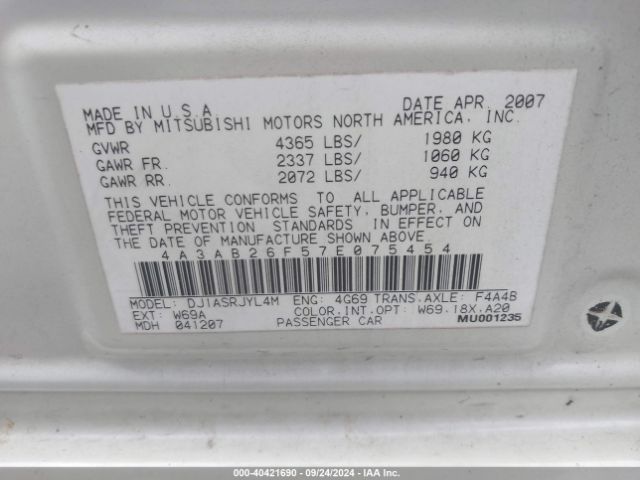 MADE IN U.S.A DATE APR. 2007
MFD BY MITSUBISHI MOTORS NORTH AMERICA, INC.
GVWR 4365 LBS/ 1980 KG
GAWR FR. 2337 LBS/ 1060 KG
GAWR RR. 2072 LBS/ 940 KG
THIS VEHICLE CONFORMS TO ALL APPLICABLE
FEDERAL MOTOR VEHICLE SAFETY, BUMPER, AND
THEFT PREVENTION STANDARDS IN EFFECT ON
THE DATE OF MANUFACTURE SHOWN ABOVE
4A3AB26F57E075454
MODEL: DJ1ASRJYL4M ENG: 4G69 TRANS.AXLE: F4A4B
EXT: W69A COLOR.INT.OPT: W69.18X.A20
MDH 041207 PASSENGER CAR MU001235
000-40421690 - 09/24/2024 - IAA Inc.